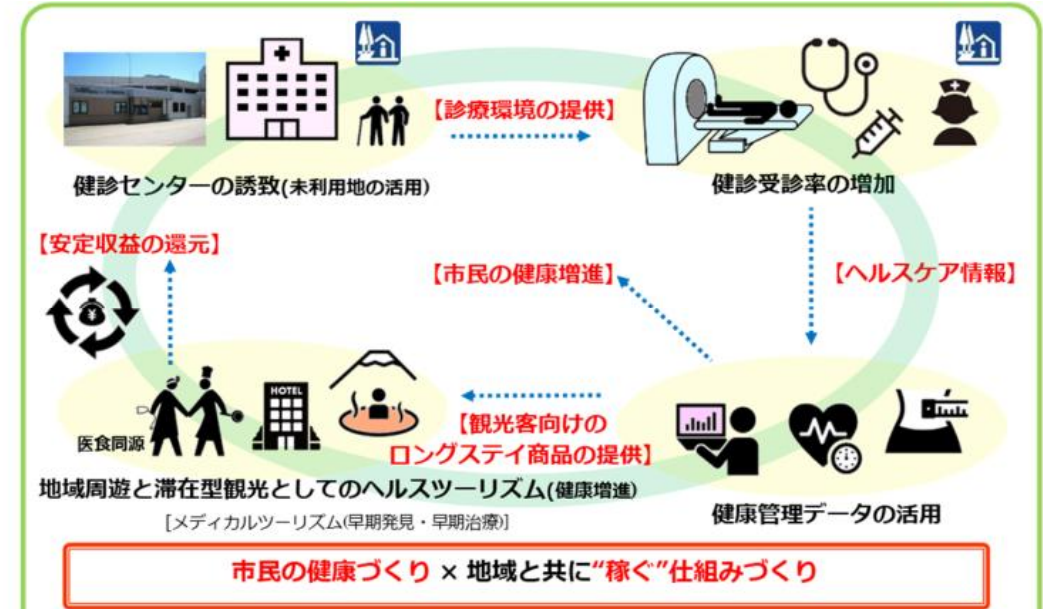 【診療環境の提供】
健診センターの誘致(未利用地の活用)
健診受診率の増加
【安定収益の還元】
【市民の健康増進】
【ヘルスケア情報】
¥
HOTEL
医食同源
【観光客向けの
ロングステイ商品の提供】
地域周遊と滞在型観光としてのヘルスツーリズム(健康増進)
[メディカルツーリズム(早期発見・早期治療)]
健康管理データの活用
市民の健康づくり × 地域と共に“稼ぐ”仕組みづくり